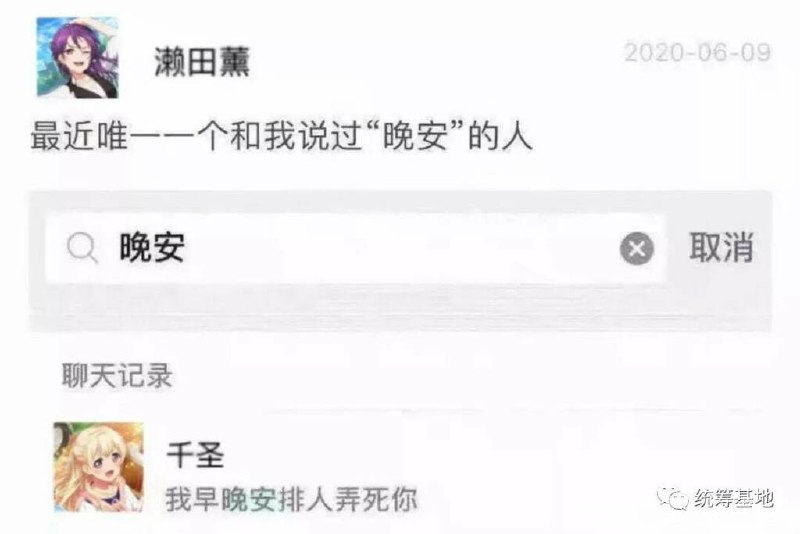 濑田薰
2020-06-09
最近唯一一个和我说过“晚安”的人
晚安
取消
聊天记录
千圣
我早晚安排人弄死你
统筹基地